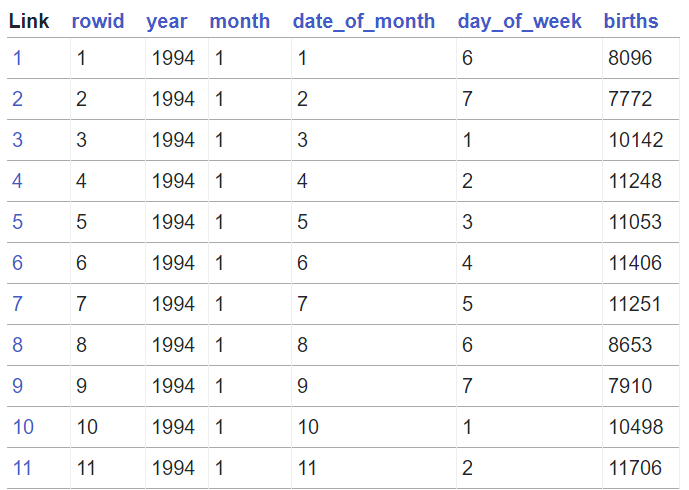 Link rowid year month date_of_month day_of_week births
1 1 1994 1 1 6 8096
2 2 1994 1 2 7 7772
3 3 1994 1 3 1 10142
4 4 1994 1 4 2 11248
5 5 1994 1 5 3 11053
6 6 1994 1 6 4 11406
7 7 1994 1 7 5 11251
8 8 1994 1 8 6 8653
9 9 1994 1 9 7 7910
10 10 1994 1 10 1 10498
11 11 1994 1 11 2 11706